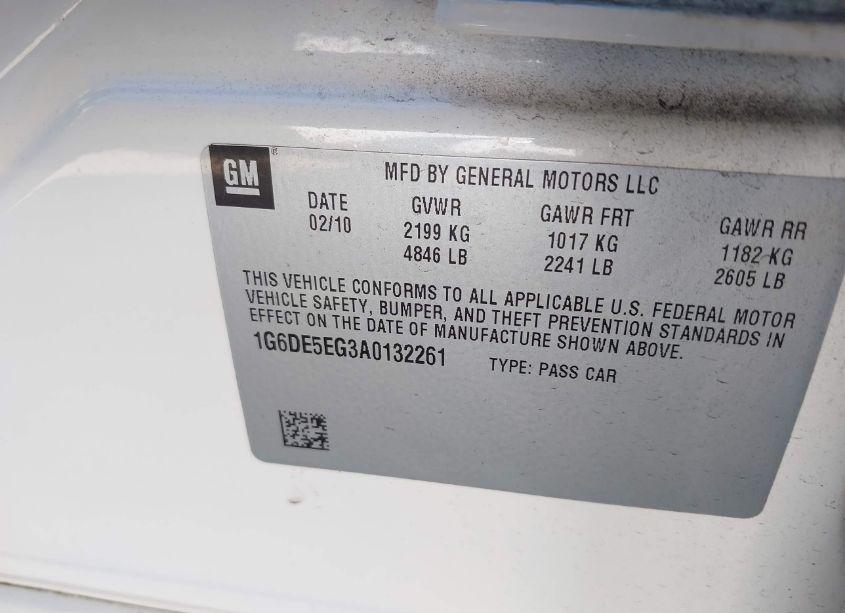 GM
MFD BY GENERAL MOTORS LLC
DATE GVWR GAWR FRT GAWR RR
02/10 2199 KG 1017 KG 1182 KG
4846 LB 2241 LB 2605 LB
THIS VEHICLE CONFORMS TO ALL APPLICABLE U.S. FEDERAL MOTOR
VEHICLE SAFETY, BUMPER, AND THEFT PREVENTION STANDARDS IN
EFFECT ON THE DATE OF MANUFACTURE SHOWN ABOVE.
1G6DE5EG3A0132261 TYPE: PASS CAR